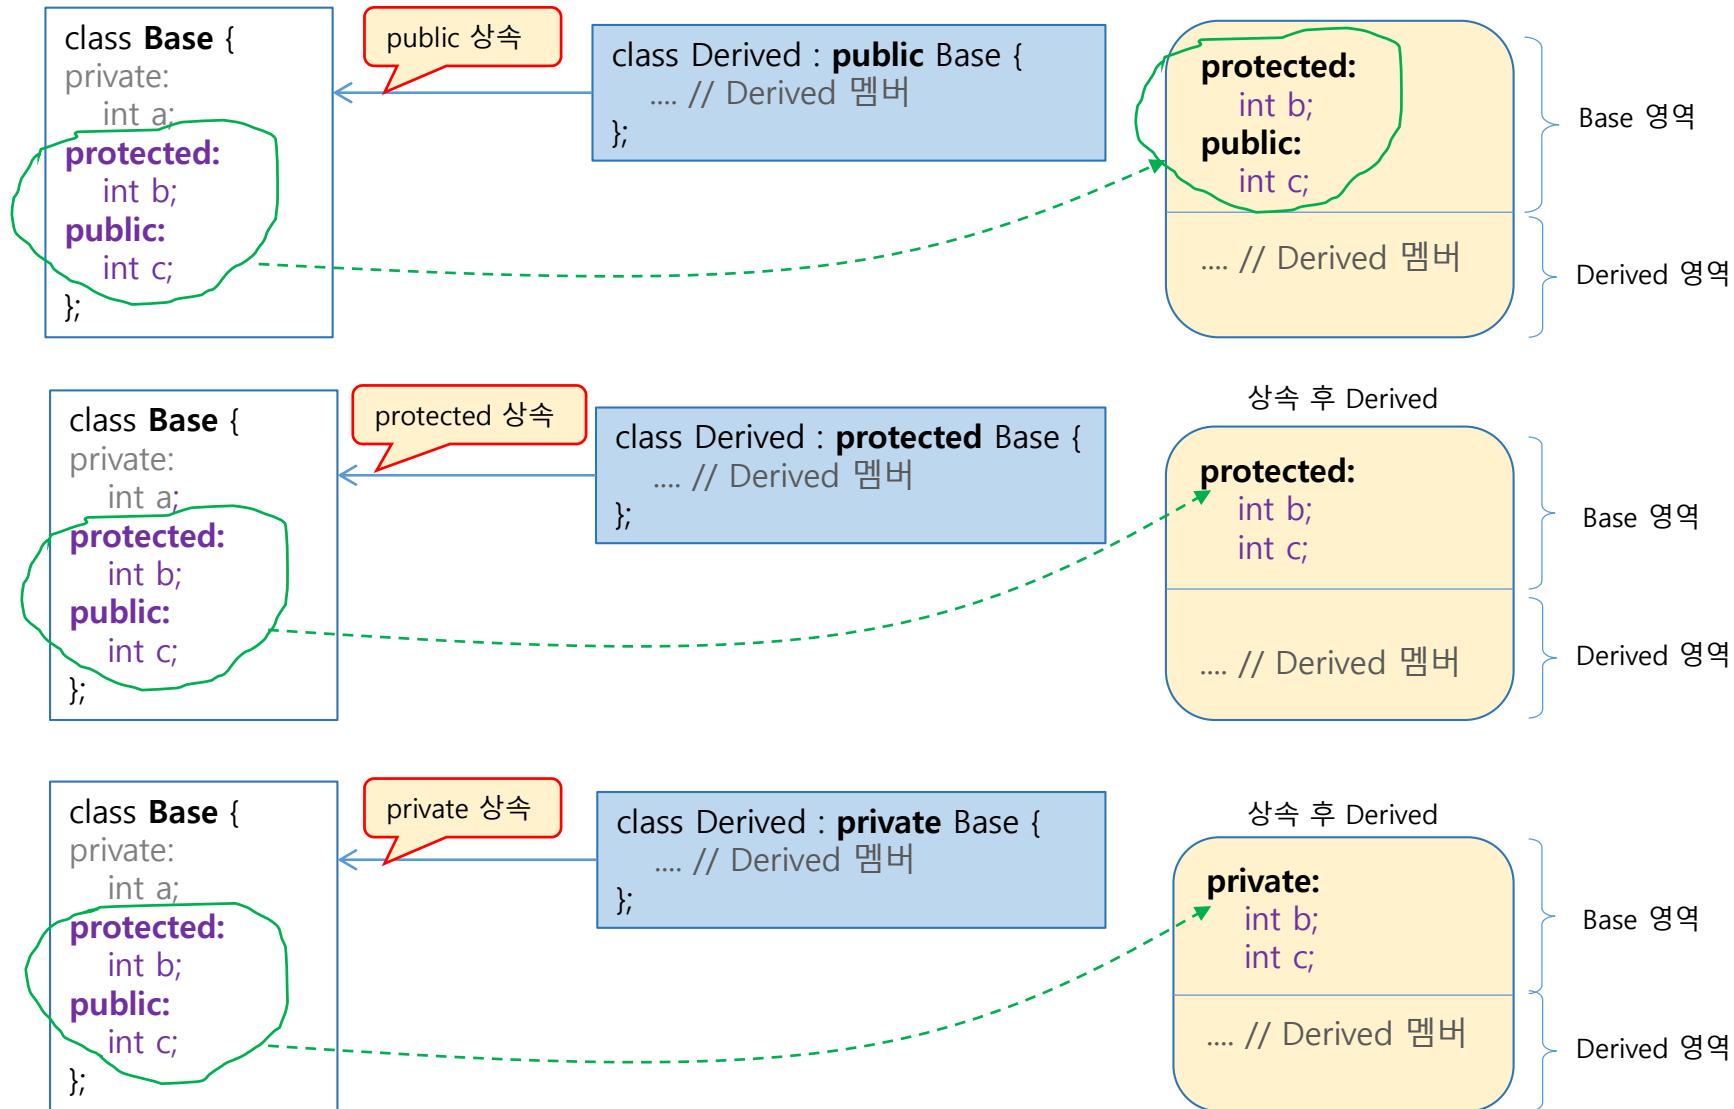 class Base {
private:
int a;
protected:
int b;
public:
int c;
};
public 상속
class Derived : public Base {
.... // Derived 멤버
};
protected:
int b;
public:
int c;
.... // Derived 멤버
Base 영역
Derived 영역
class Base {
private:
int a;
protected:
int b;
public:
int c;
};
protected 상속
class Derived : protected Base {
.... // Derived 멤버
};
상속 후 Derived
protected:
int b;
int c;
.... // Derived 멤버
Base 영역
Derived 영역
class Base {
private:
int a;
protected:
int b;
public:
int c;
};
private 상속
class Derived : private Base {
.... // Derived 멤버
};
상속 후 Derived
private:
int b;
int c;
.... // Derived 멤버
Base 영역
Derived 영역